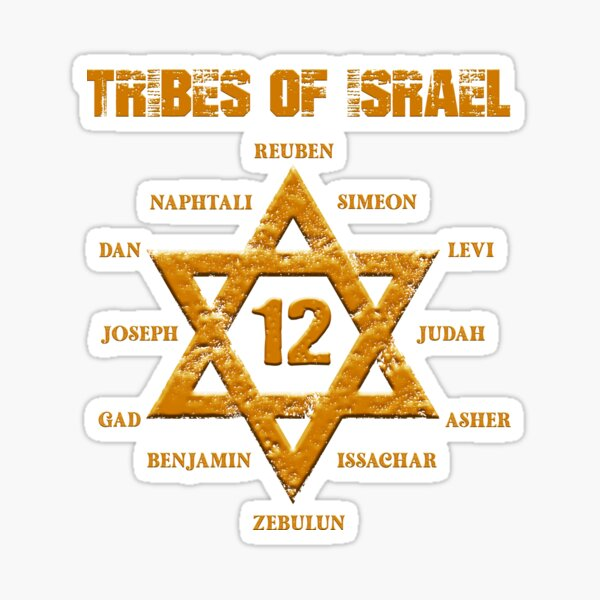 TRIBES OF ISRAEL
REUBEN
NAPHTALI SIMEON
DAN LEVI
12
JOSEPH JUDAH
GAD ASHER
BENJAMIN ISSACHAR
ZEBULUN